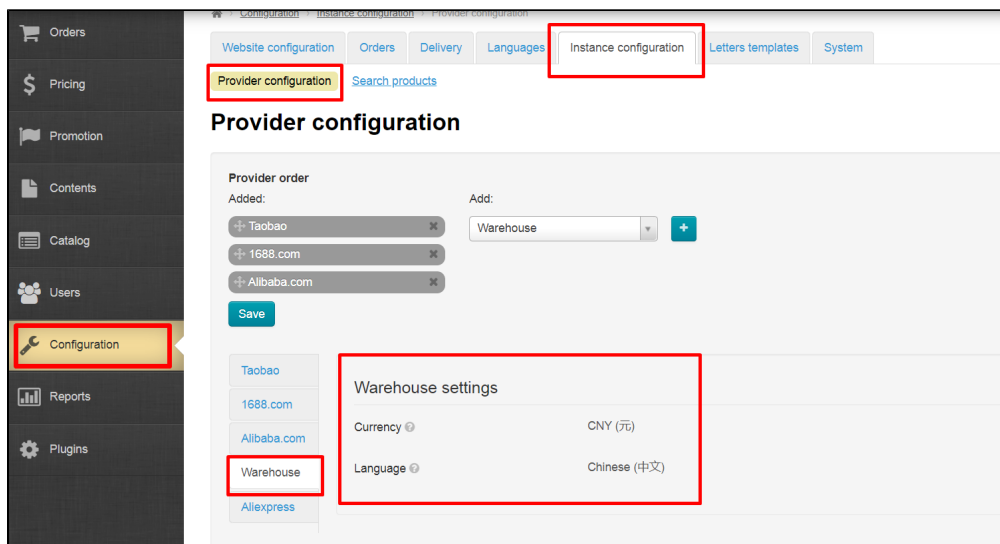 Configuration > Instance configuration > Provider configuration
Orders
Pricing
Promotion
Contents
Catalog
Users
Configuration
Reports
Plugins
Website configuration Orders Delivery Languages Instance configuration Letters templates System
Provider configuration Search products
Provider configuration
Provider order
Added: Add:
Taobao Warehouse +
1688.com
Alibaba.com
Save
Taobao
1688.com
Alibaba.com
Warehouse
Aliexpress
Warehouse settings
Currency CNY (元)
Language Chinese (中文)